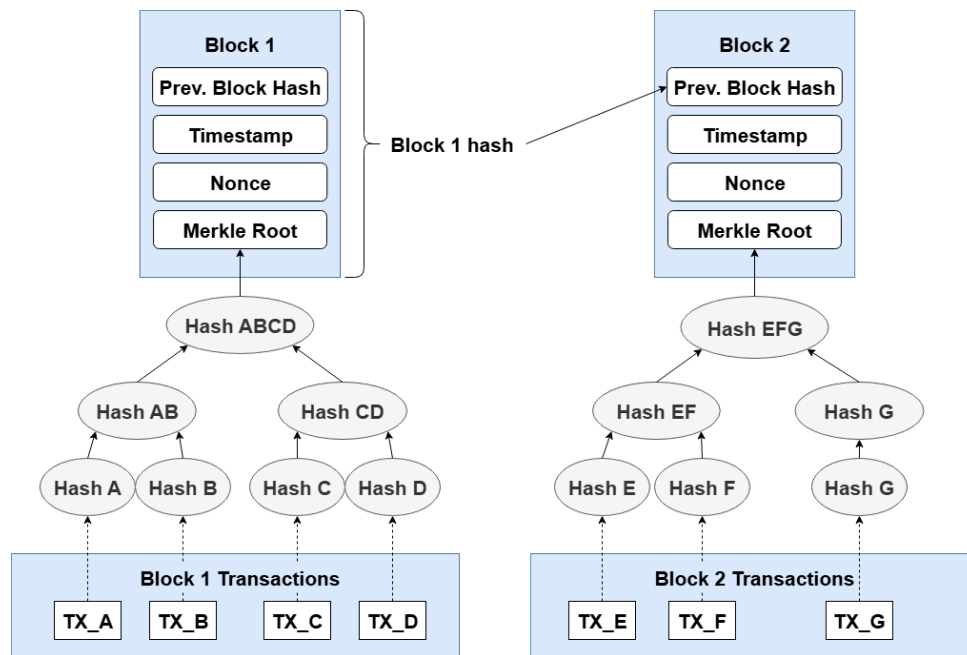 Block 1
Prev. Block Hash
Timestamp
Nonce
Merkle Root
Block 1 hash
Block 2
Prev. Block Hash
Timestamp
Nonce
Merkle Root
Hash ABCD
Hash AB
Hash CD
Hash A
Hash B
Hash C
Hash D
Block 1 Transactions
TX_A
TX_B
TX_C
TX_D
Hash EFG
Hash EF
Hash G
Hash E
Hash F
Hash G
Block 2 Transactions
TX_E
TX_F
TX_G